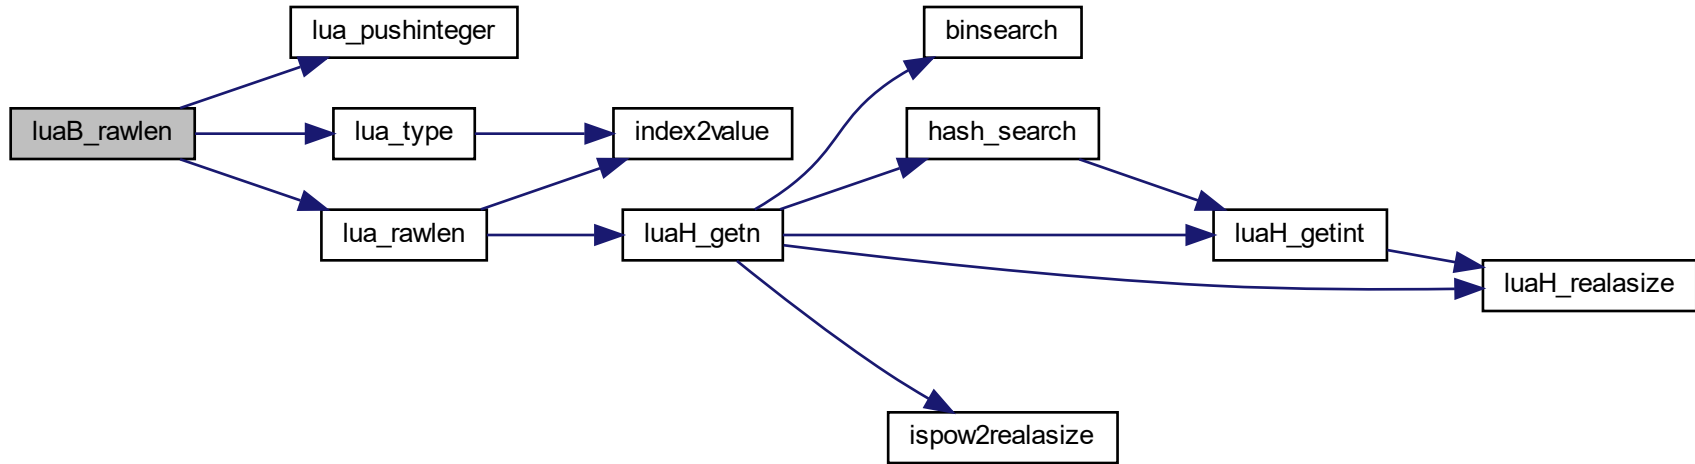 lua_pushinteger
binsearch
luaB_rawlen
lua_type
index2value
hash_search
lua_rawlen
luaH_getn
luaH_getint
luaH_realasize
ispow2realasize